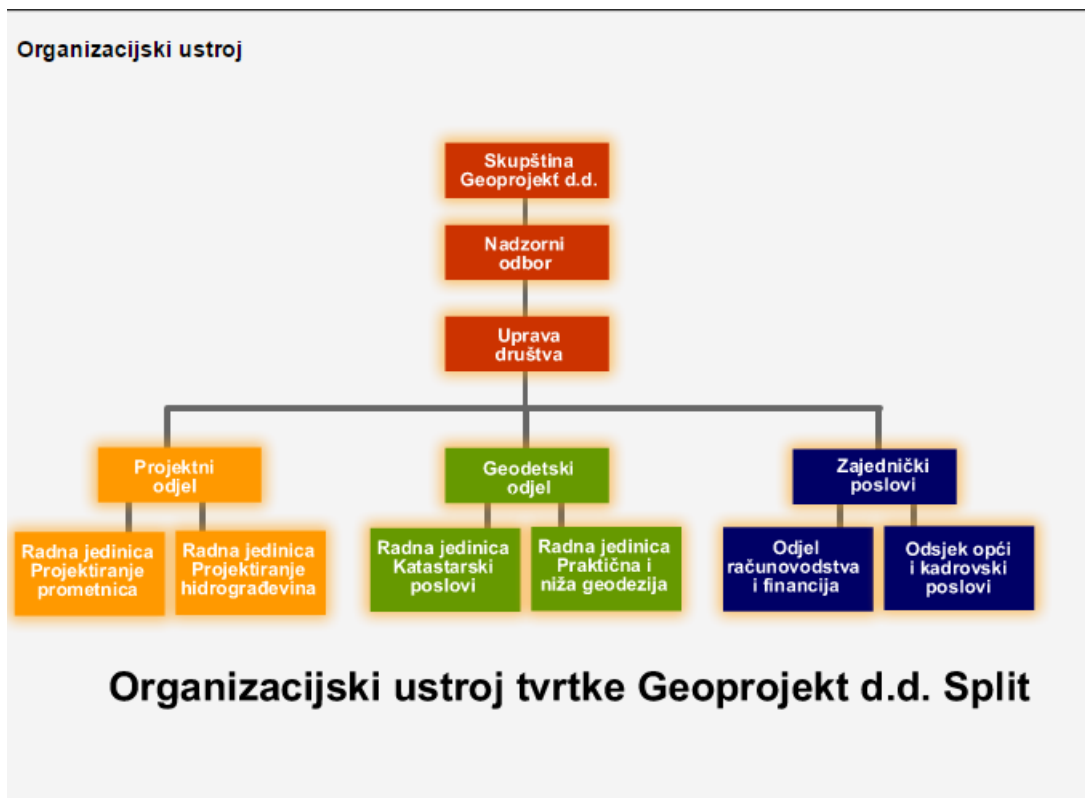 Organizacijski ustroj
Skupština
Geoprojekt d.d.
Nadzorni
odbor
Uprava
društva
Projektni
odjel
Geodetski
odjel
Zajednički
poslovi
Radna jedinica
Projektiranje
prometnica
Radna jedinica
Projektiranje
hidrograđevina
Radna jedinica
Katastarski
poslovi
Radna jedinica
Praktična i
niža geodezija
Odjel
računovodstva
i financija
Odsjek opći
i kadrovski
poslovi
Organizacijski ustroj tvrtke Geoprojekt d.d. Split